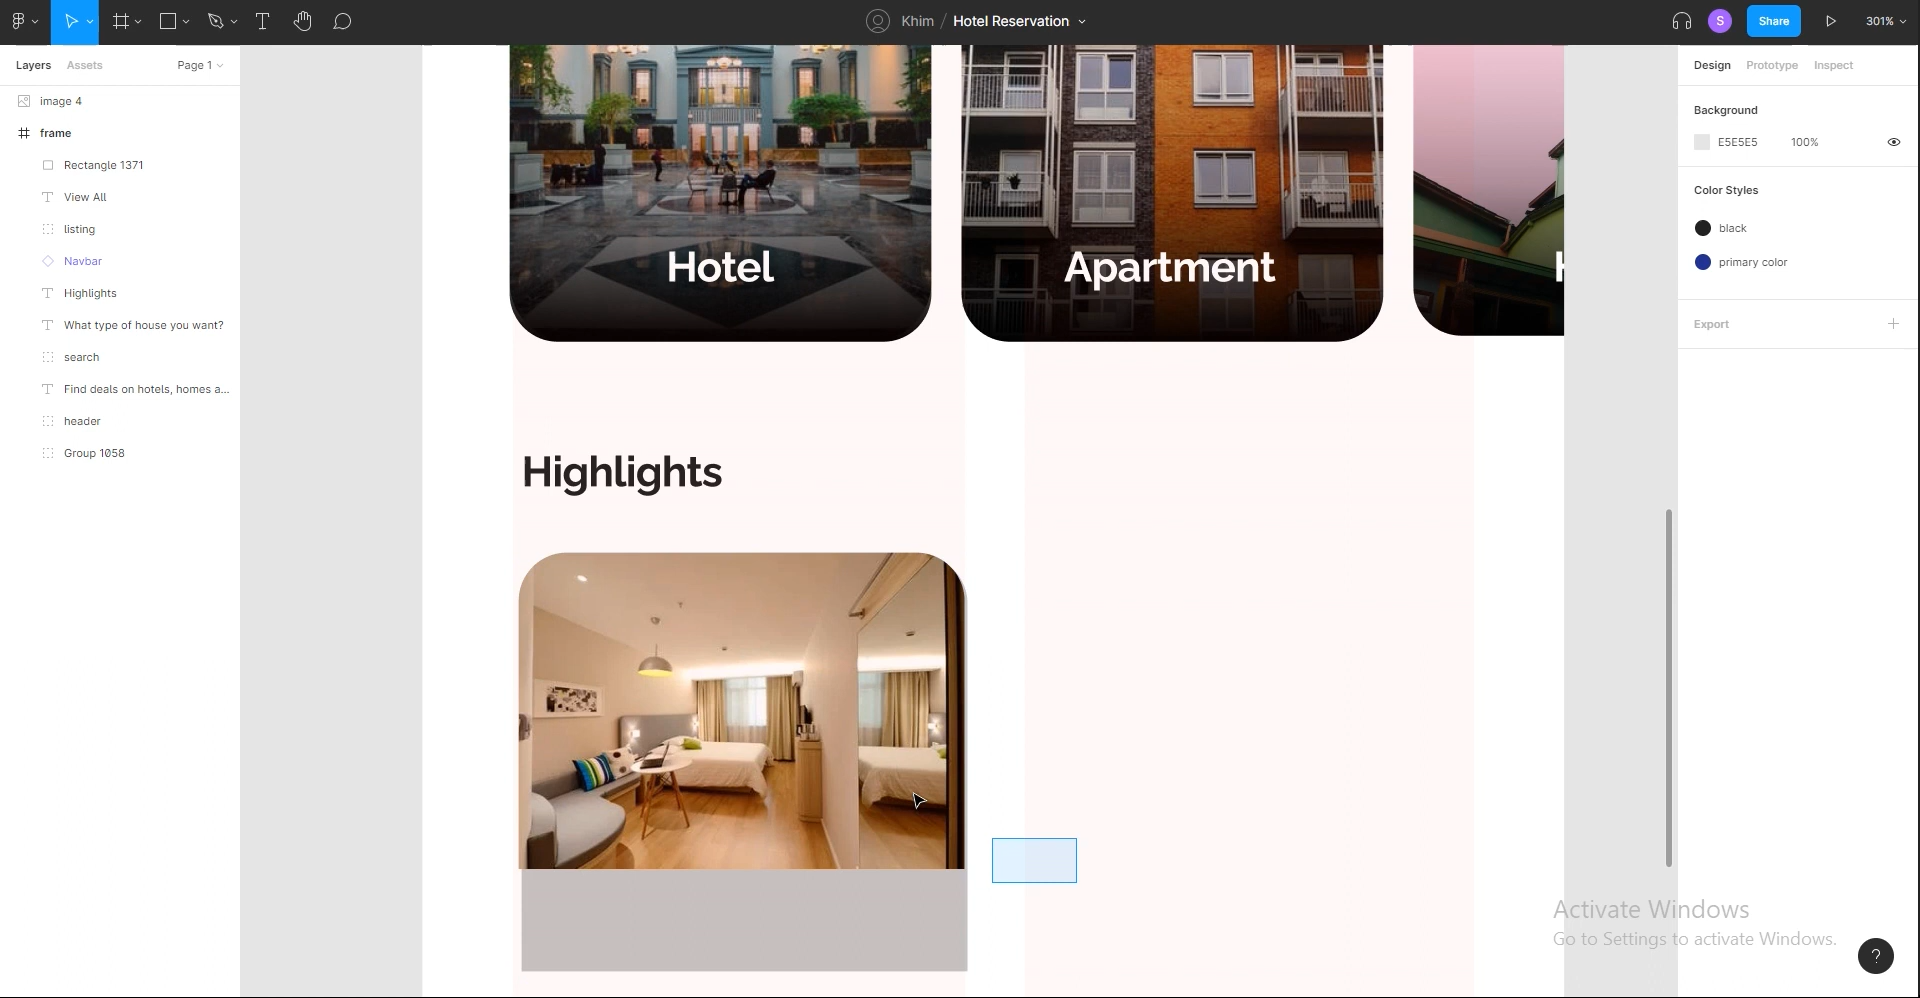 Khim / Hotel Reservation
S
Share
301%
Layers
Assets
Page 1
Design
Prototype
Inspect
image 4
frame
Rectangle 1371
View All
listing
Navbar
Highlights
What type of house you want?
search
Find deals on hotels, homes a...
header
Group 1058
Background
E5E5E5
100%
Color Styles
black
primary color
Export
Hotel
Apartment
Highlights
Activate Windows
Go to Settings to activate Windows.
?